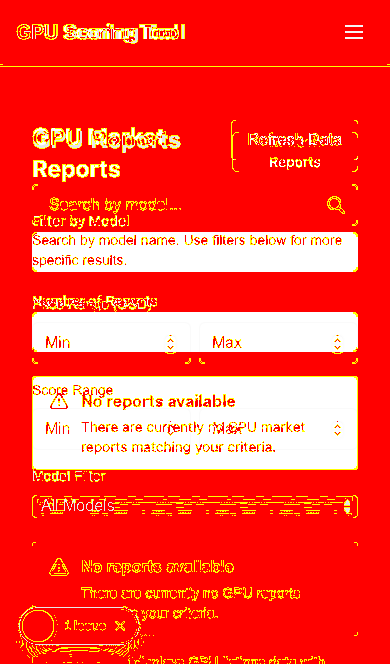 GPU Scoring Tool
GPU Reports
Reports
Refresh Data
Reports
Search by model...
Filter by Model
Search by model name. Use filters below for more
specific results.
Number of Reports
Min
Max
Score Range
No reports available
Min
Max
There are currently no GPU market
reports matching your criteria.
Model Filter
All Models
No reports available
There are currently no GPU reports
your criteria.
1 Issue